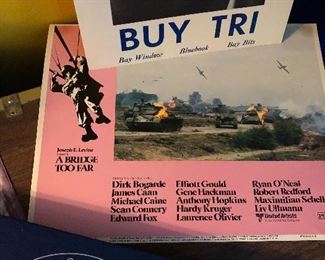 BUY TRI
Buy Window Bluebook Buy Bits
Joseph E. Levine
A BRIDGE
TOO FAR
Dirk Bogarde
James Caan
Michael Caine
Sean Connery
Edward Fox
Elliott Gould
Gene Hackman
Anthony Hopkins
Hardy Kruger
Laurence Olivier
Ryan O'Neal
Robert Redford
Maximilian Schell
Liv Ullmann
United Artists